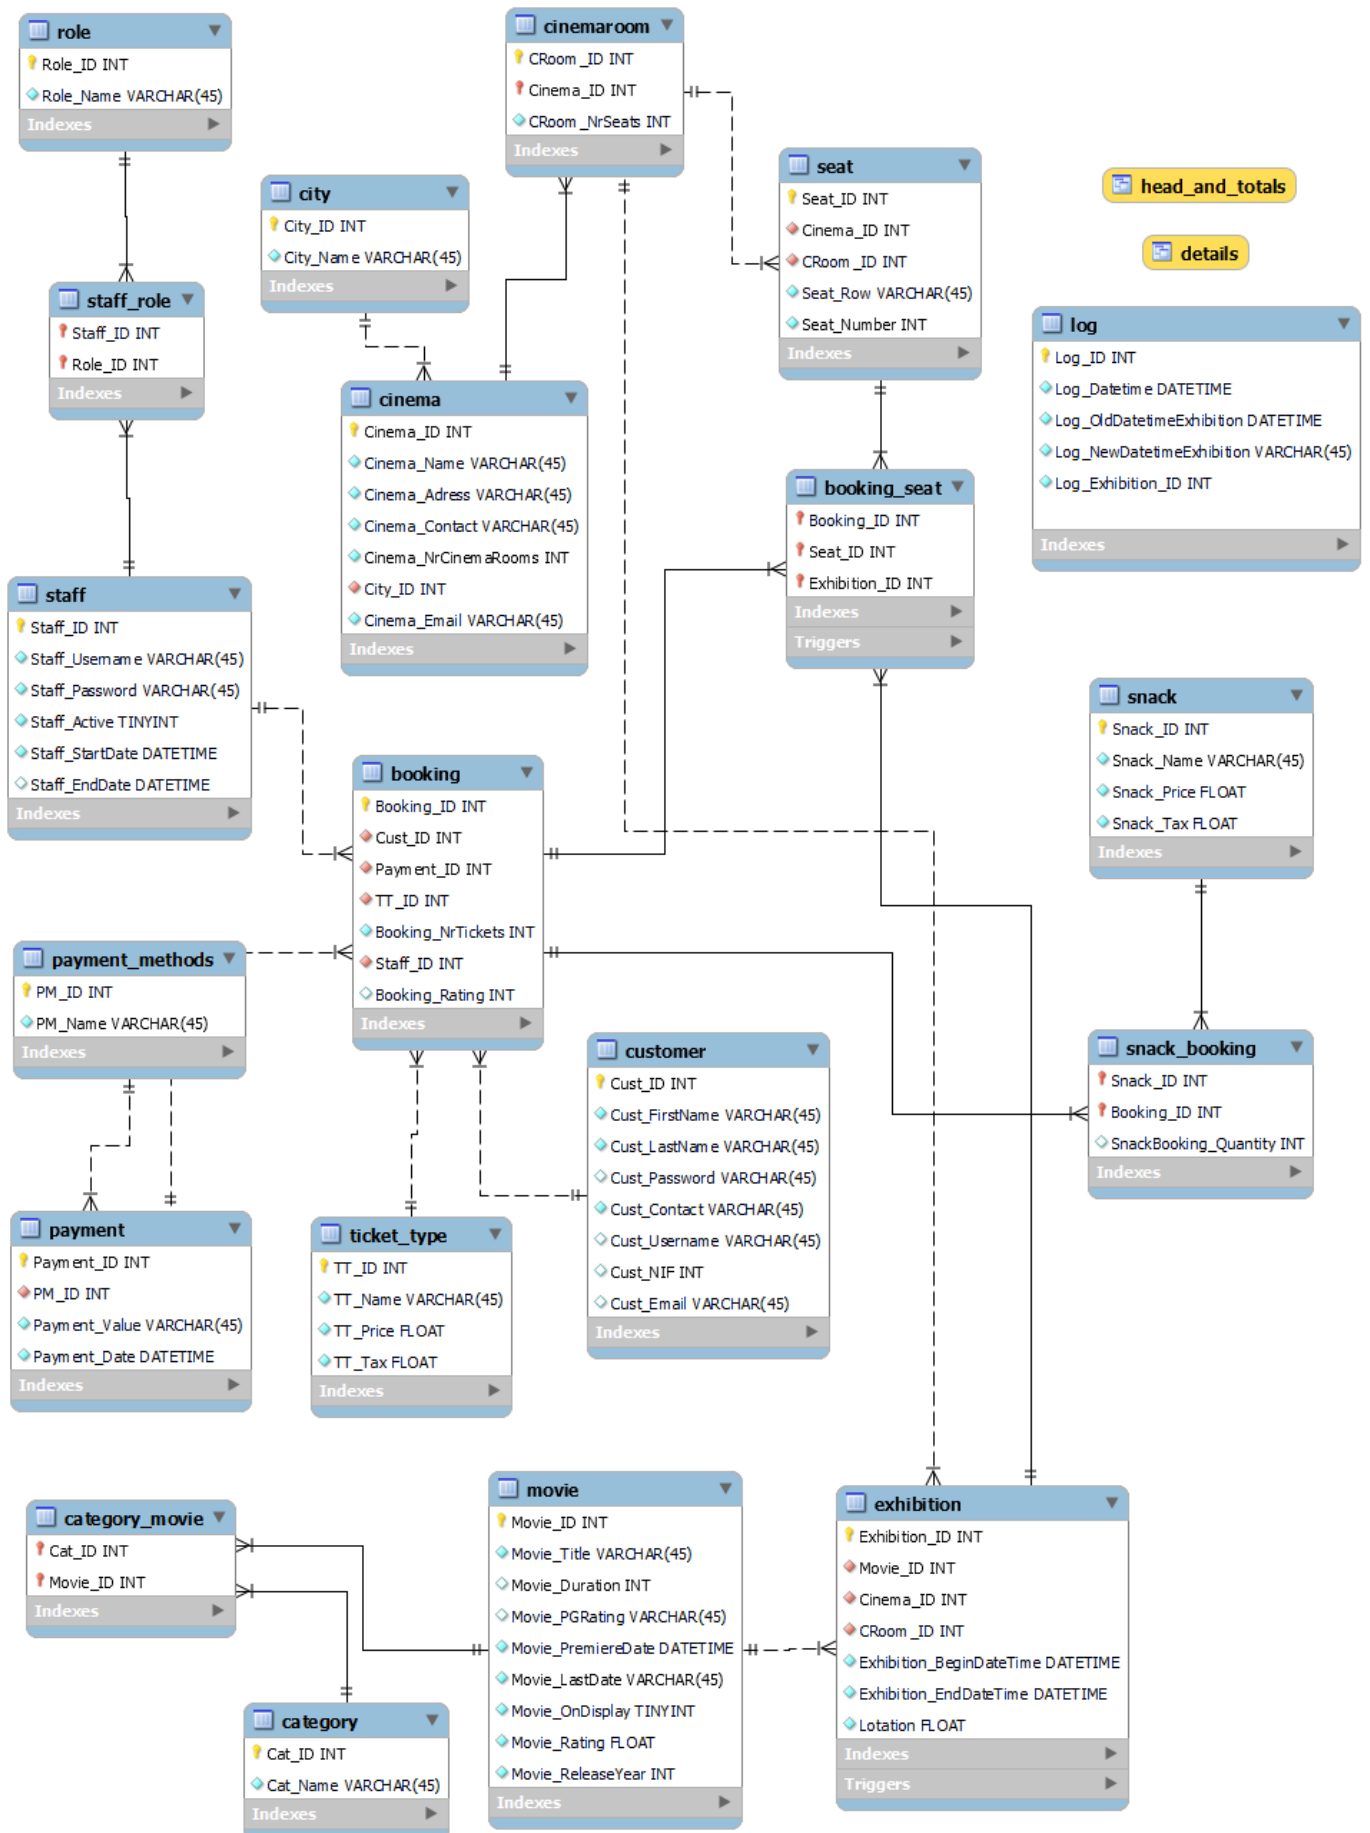 role
Role_ID INT
Role_Name VARCHAR(45)
Indexes
cinemaroom
CRoom_ID INT
Cinema_ID INT
CRoom_NrSeats INT
Indexes
city
City_ID INT
City_Name VARCHAR(45)
Indexes
seat
Seat_ID INT
Cinema_ID INT
CRoom_ID INT
Seat_Row VARCHAR(45)
Seat_Number INT
Indexes
head_and_totals
details
staff_role
Staff_ID INT
Role_ID INT
Indexes
log
Log_ID INT
Log_Datetime DATETIME
Log_OldDatetimeExhibition DATETIME
Log_NewDatetimeExhibition VARCHAR(45)
Log_Exhibition_ID INT
Indexes
cinema
Cinema_ID INT
Cinema_Name VARCHAR(45)
Cinema_Adress VARCHAR(45)
Cinema_Contact VARCHAR(45)
Cinema_NrCinemaRooms INT
City_ID INT
Cinema_Email VARCHAR(45)
Indexes
booking_seat
Booking_ID INT
Seat_ID INT
Exhibition_ID INT
Indexes
Triggers
staff
Staff_ID INT
Staff_Username VARCHAR(45)
Staff_Password VARCHAR(45)
Staff_Active TINYINT
Staff_StartDate DATETIME
Staff_EndDate DATETIME
Indexes
snack
Snack_ID INT
Snack_Name VARCHAR(45)
Snack_Price FLOAT
Snack_Tax FLOAT
Indexes
booking
Booking_ID INT
Cust_ID INT
Payment_ID INT
TT_ID INT
Booking_NrTickets INT
Staff_ID INT
Booking_Rating INT
Indexes
payment_methods
PM_ID INT
PM_Name VARCHAR(45)
Indexes
customer
Cust_ID INT
Cust_FirstName VARCHAR(45)
Cust_LastName VARCHAR(45)
Cust_Password VARCHAR(45)
Cust_Contact VARCHAR(45)
Cust_Username VARCHAR(45)
Cust_NIF INT
Cust_Email VARCHAR(45)
Indexes
snack_booking
Snack_ID INT
Booking_ID INT
SnackBooking_Quantity INT
Indexes
payment
Payment_ID INT
PM_ID INT
Payment_Value VARCHAR(45)
Payment_Date DATETIME
Indexes
ticket_type
TT_ID INT
TT_Name VARCHAR(45)
TT_Price FLOAT
TT_Tax FLOAT
Indexes
category_movie
Cat_ID INT
Movie_ID INT
Indexes
movie
Movie_ID INT
Movie_Title VARCHAR(45)
Movie_Duration INT
Movie_PGRating VARCHAR(45)
Movie_PremiereDate DATETIME
Movie_LastDate VARCHAR(45)
Movie_OnDisplay TINYINT
Movie_Rating FLOAT
Movie_ReleaseYear INT
Indexes
exhibition
Exhibition_ID INT
Movie_ID INT
Cinema_ID INT
CRoom_ID INT
Exhibition_BeginDateTime DATETIME
Exhibition_EndDateTime DATETIME
Lotation FLOAT
Indexes
Triggers
category
Cat_ID INT
Cat_Name VARCHAR(45)
Indexes